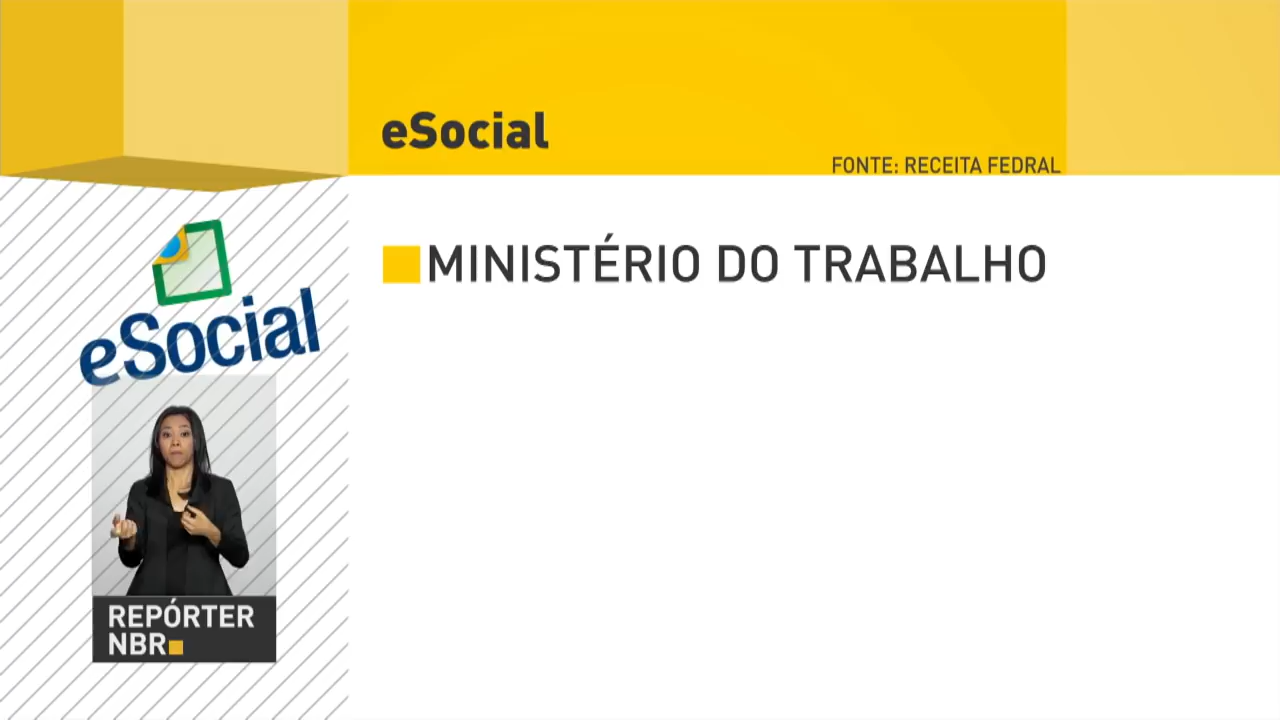 eSocial
FONTE: RECEITA FEDRAL
eSocial
MINISTÉRIO DO TRABALHO
REPÓRTER
NBR